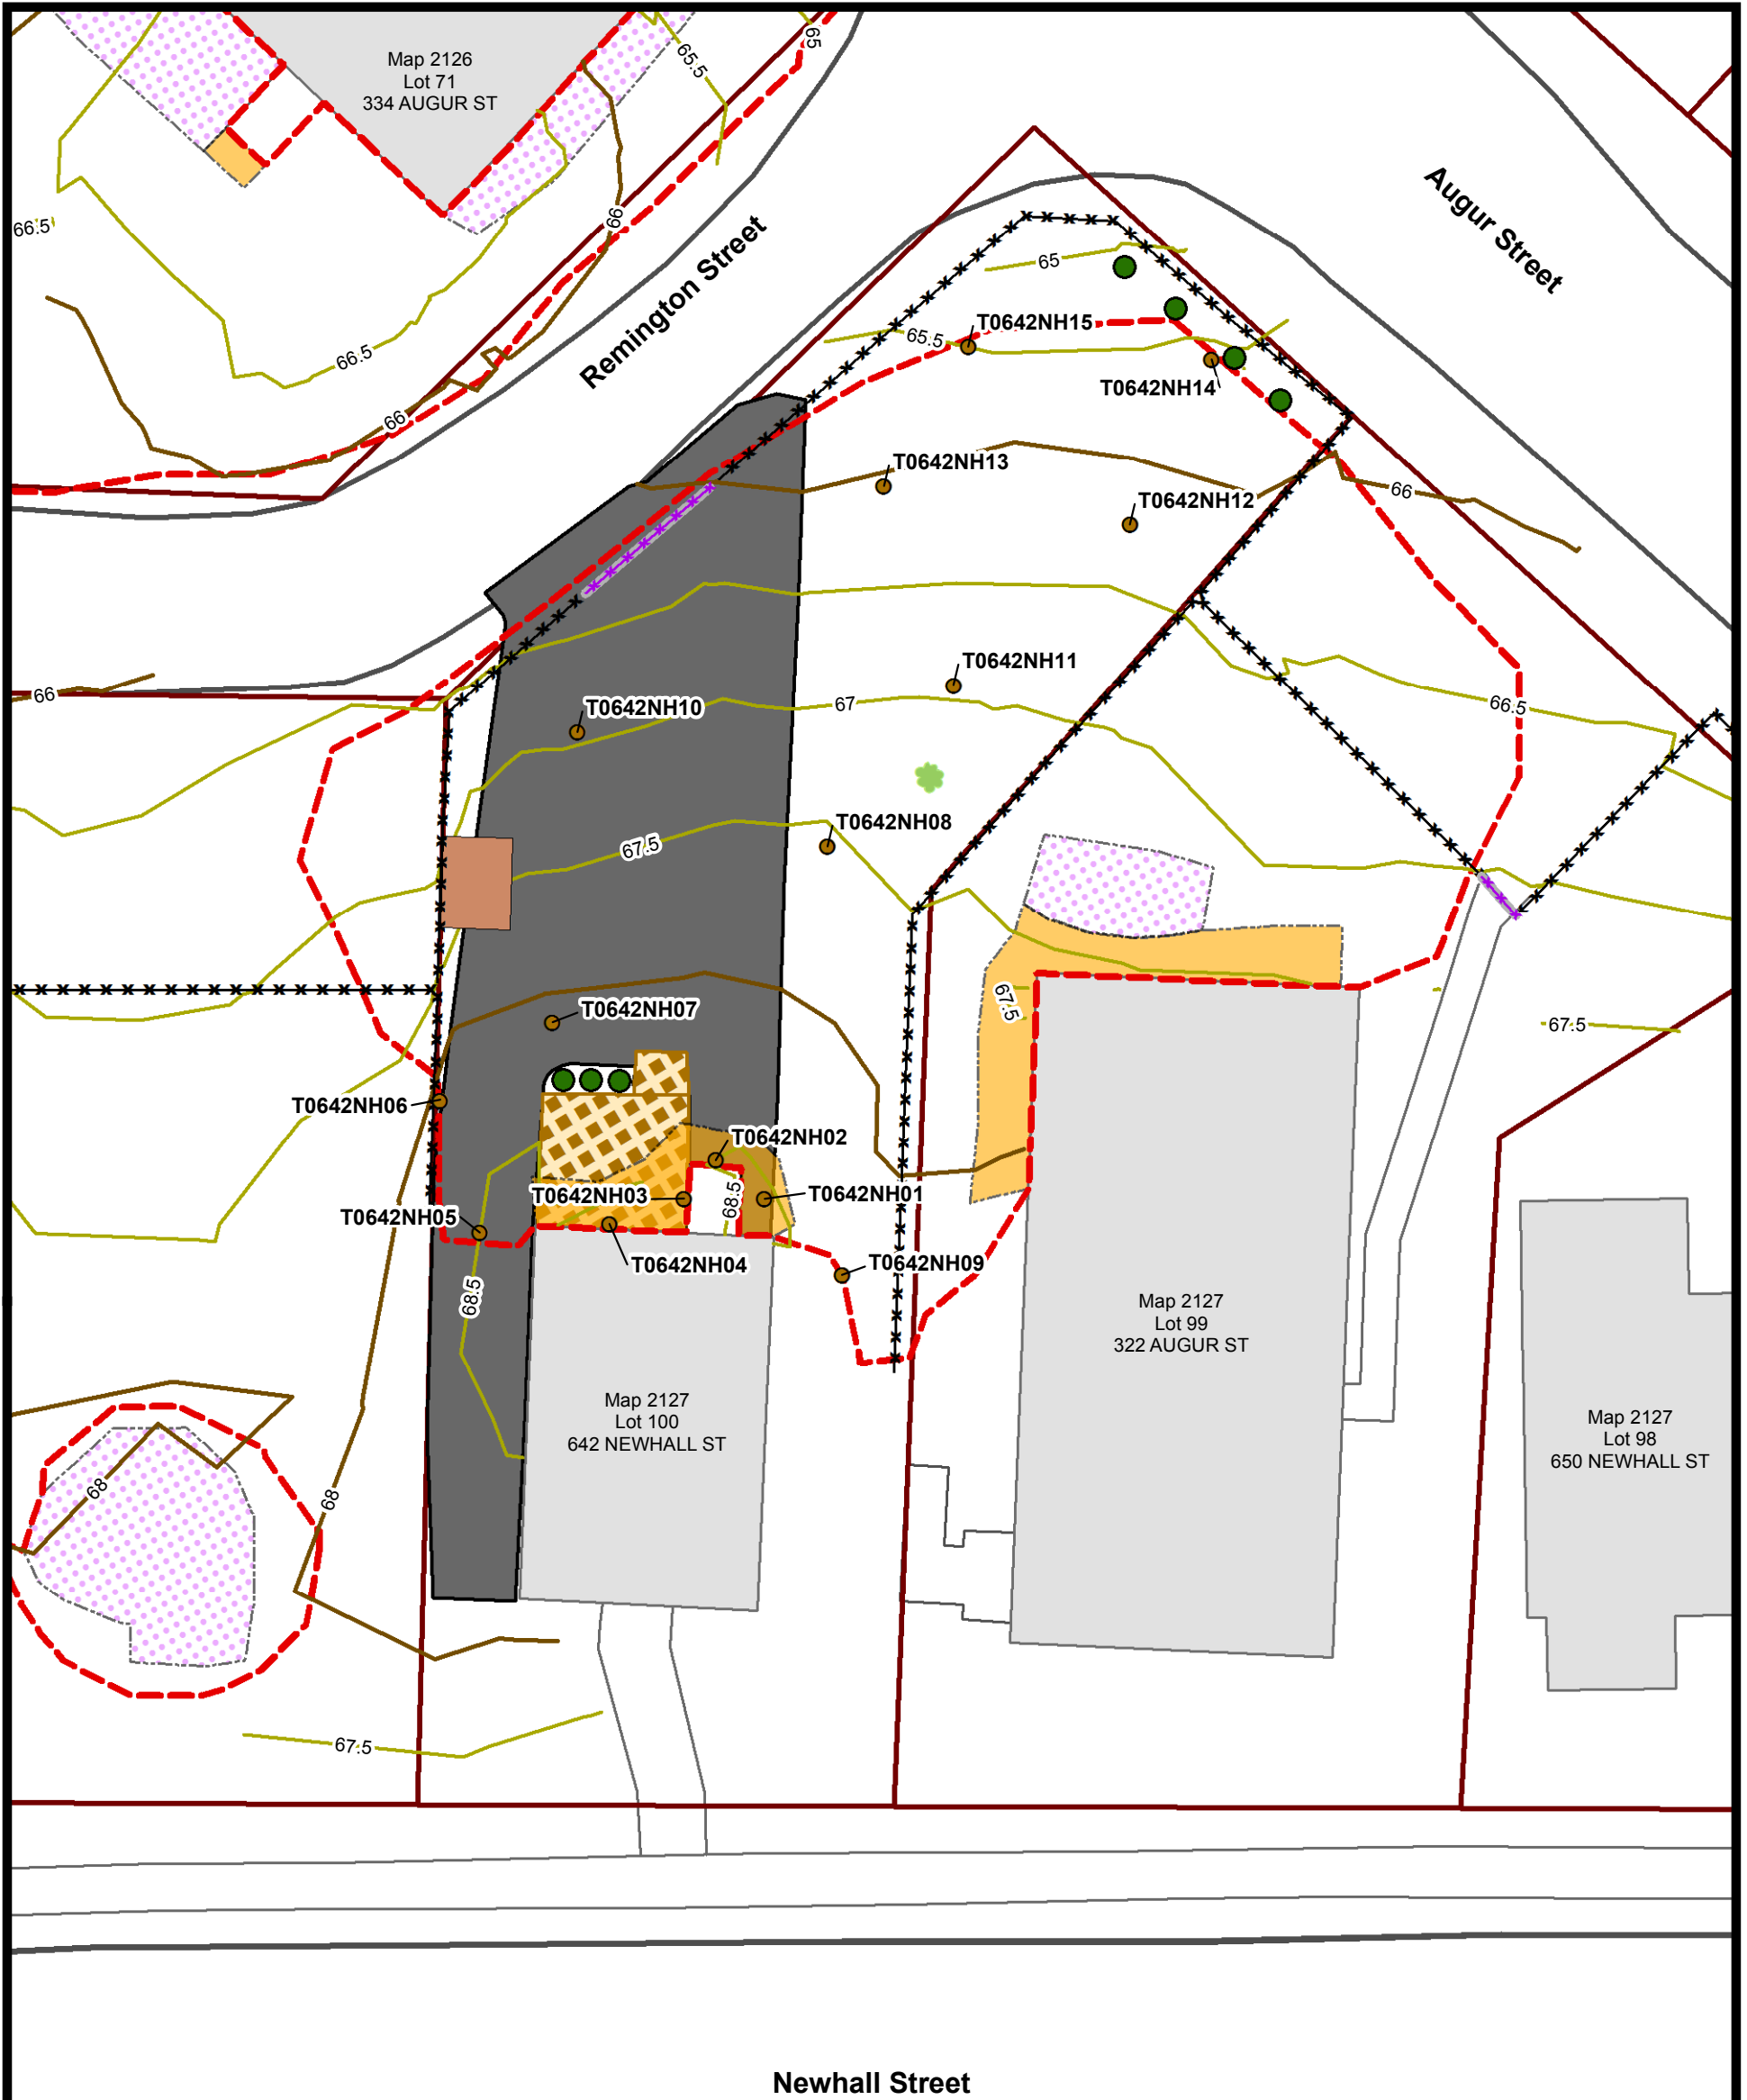 65
65.5
Map 2126
Lot 71
334 AUGUR ST
Augur Street
66
66.5
Remington Street
65
T0642NH15
65.5
66.5
T0642NH14
66
T0642NH13
66
T0642NH12
T0642NH11
66
67
66.5
T0642NH10
T0642NH08
67.5
67.5
T0642NH07
67.5
T0642NH06
T0642NH02
T0642NH03
68.5
T0642NH01
T0642NH05
T0642NH04
T0642NH09
68.5
Map 2127
Lot 99
322 AUGUR ST
Map 2127
Lot 100
642 NEWHALL ST
Map 2127
Lot 98
650 NEWHALL ST
68
68
67.5
Newhall Street